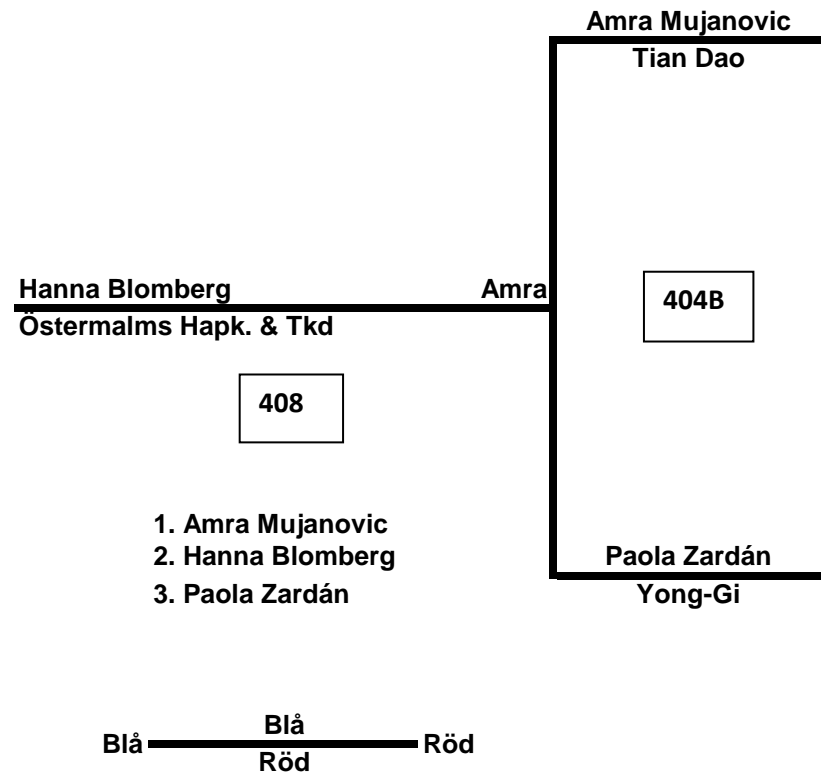 Amra Mujanovic
Tian Dao
Hanna Blomberg
Amra
404B
Östermalms Hapk. & Tkd
408
1. Amra Mujanovic
2. Hanna Blomberg
3. Paola Zardán
Paola Zardán
Yong-Gi
Blå
Blå
Röd
Röd